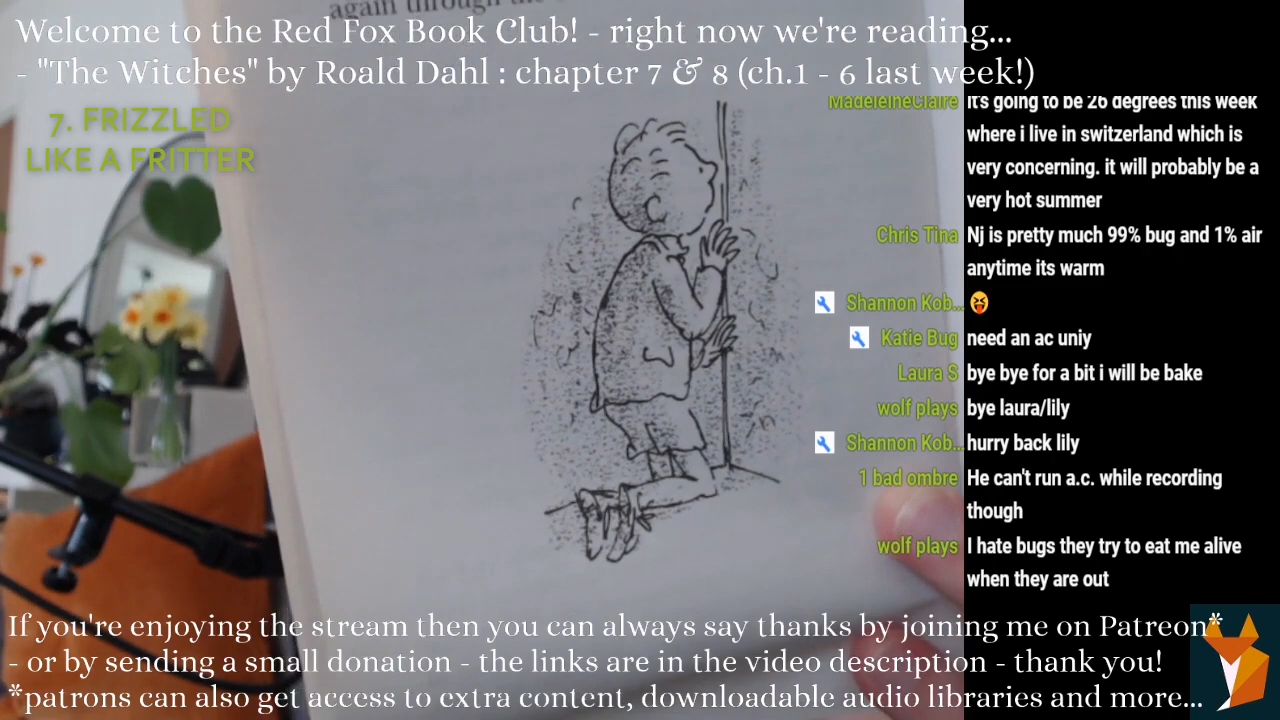 again through the
Welcome to the Red Fox Book Club! - right now we're reading...
- "The Witches" by Roald Dahl : chapter 7 & 8 (ch.1 - 6 last week!)
7. FRIZZLED
LIKE A FRITTER
MadeleineClaire it's going to be 26 degrees this week
where i live in switzerland which is
very concerning. it will probably be a
very hot summer
Chris Tina Nj is pretty much 99% bug and 1% air
anytime its warm
Shannon Kob...
Katie Bug need an ac uniy
Laura S bye bye for a bit i will be bake
wolf plays bye laura/lily
Shannon Kob... hurry back lily
1 bad ombre He can't run a.c. while recording
though
wolf plays I hate bugs they try to eat me alive
when they are out
If you're enjoying the stream then you can always say thanks by joining me on Patreon*
- or by sending a small donation - the links are in the video description - thank you!
*patrons can also get access to extra content, downloadable audio libraries and more...